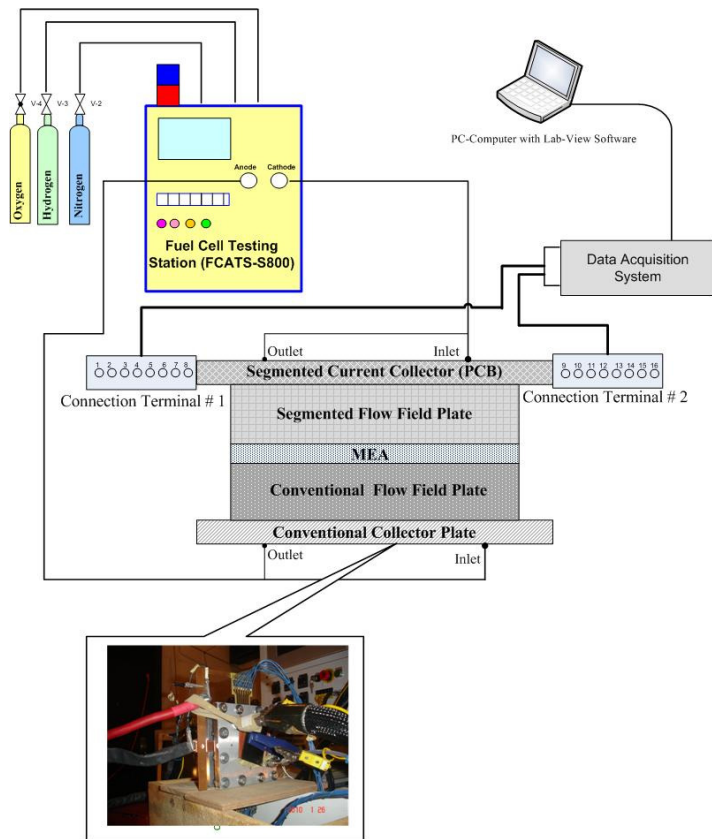 V-4
V-3
V-2
Oxygen
Hydrogen
Nitrogen
Anode
Cathode
Fuel Cell Testing
Station (FCATS-S800)
PC-Computer with Lab-View Software
Data Acquisition
System
Outlet
Inlet
1 2 3 4 5 6 7 8
Segmented Current Collector (PCB)
9 10 11 12 13 14 15 16
Connection Terminal # 1
Connection Terminal # 2
Segmented Flow Field Plate
MEA
Conventional Flow Field Plate
Conventional Collector Plate
Outlet
Inlet